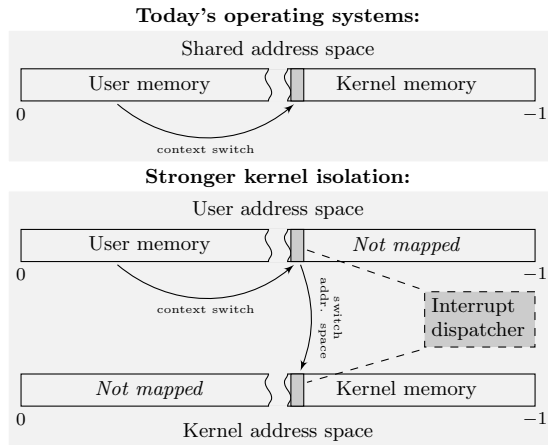 Today's operating systems:
Shared address space
User memory
Kernel memory
0
−1
context switch
Stronger kernel isolation:
User address space
User memory
Not mapped
0
−1
context switch
switch
addr. space
Interrupt
dispatcher
Not mapped
Kernel memory
0
−1
Kernel address space